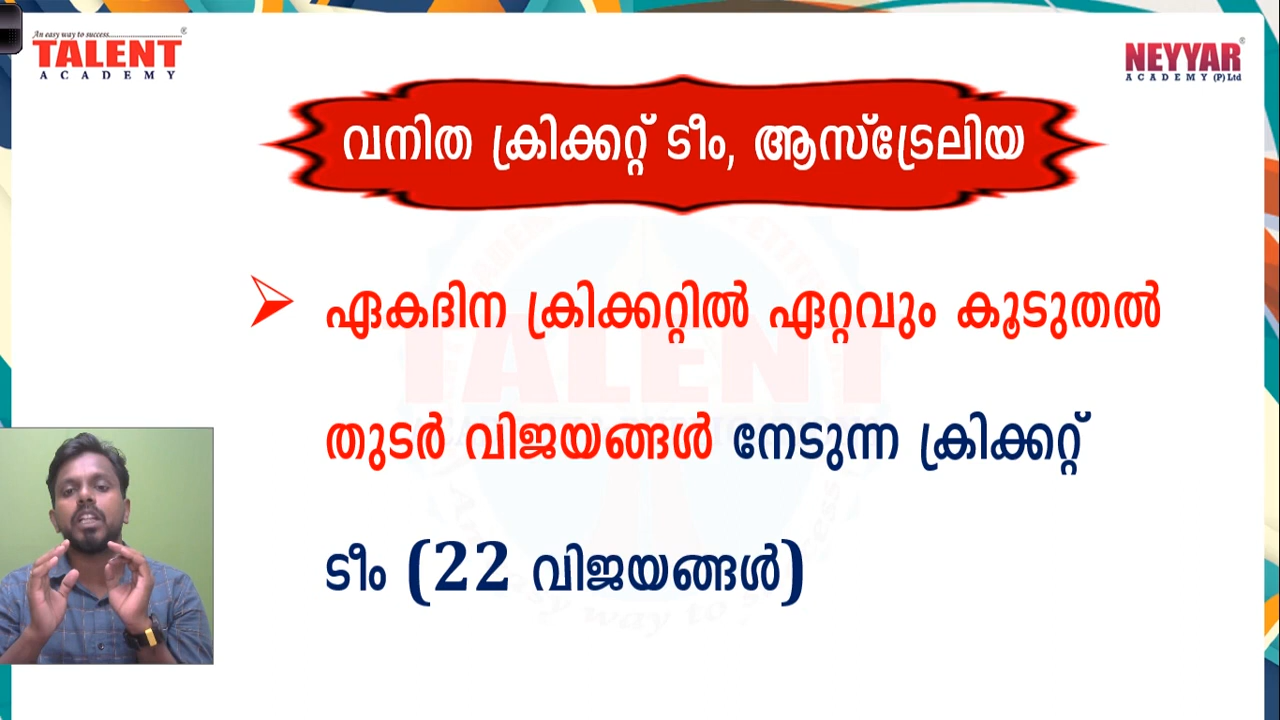 An easy way to success
TALENT
ACADEMY
NEYYAR
ACADEMY (P) Ltd
വനിത ക്രിക്കറ്റ് ടീം, ആസ്ട്രേലിയ
ഏകദിന ക്രിക്കറ്റിൽ ഏറ്റവും കൂടുതൽ
തുടർ വിജയങ്ങൾ നേടുന്ന ക്രിക്കറ്റ്
ടീം (22 വിജയങ്ങൾ)